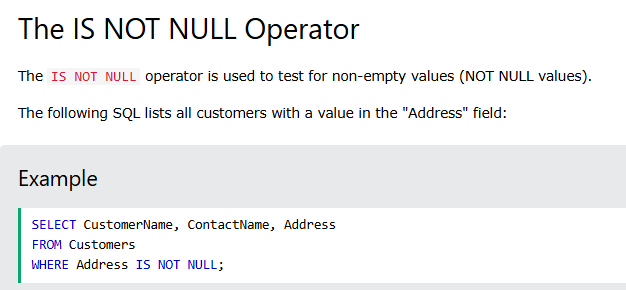 The IS NOT NULL Operator
The IS NOT NULL operator is used to test for non-empty values (NOT NULL values).
The following SQL lists all customers with a value in the "Address" field:
Example
SELECT CustomerName, ContactName, Address
FROM Customers
WHERE Address IS NOT NULL;